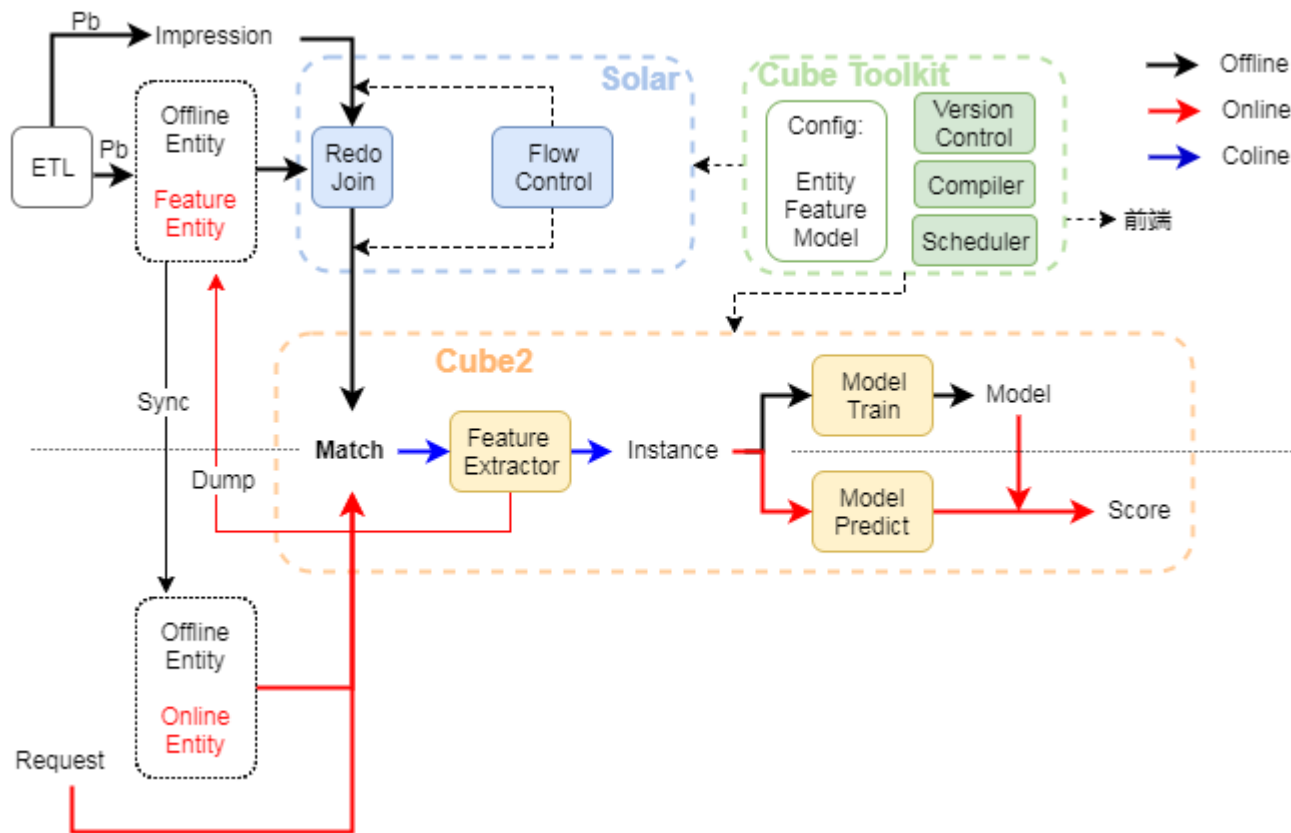 Pb
Impression
Solar
Cube Toolkit
Offline
Online
Coline
ETL
Pb
Offline
Entity
Feature
Entity
Redo
Join
Flow
Control
Config:
Entity
Feature
Model
Version
Control
Compiler
Scheduler
前端
Cube2
Sync
Dump
Match
Feature
Extractor
Instance
Model
Train
Model
Model
Predict
Score
Offline
Entity
Online
Entity
Request